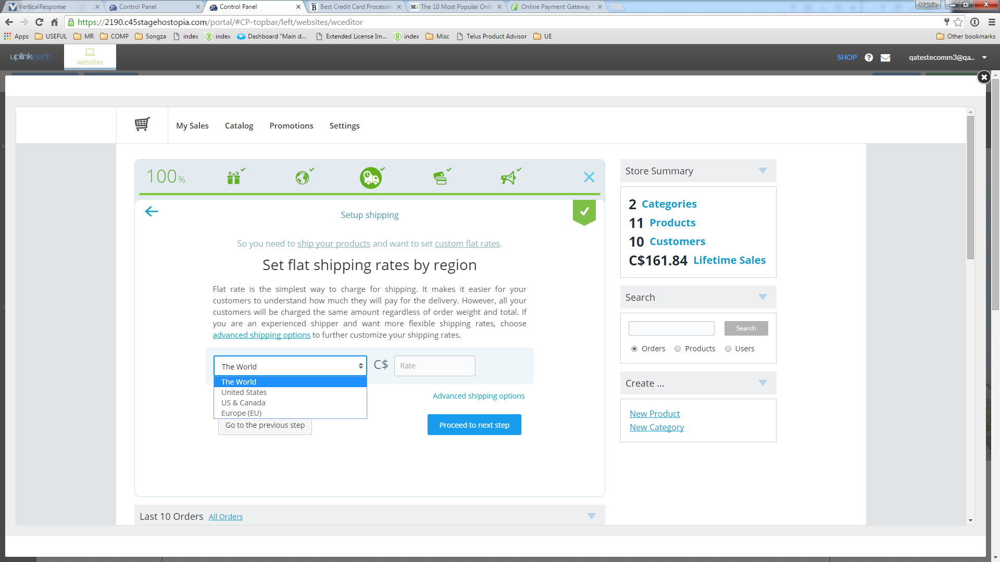 VerticalResponse
Control Panel
Control Panel
Best Credit Card Processin
The 10 Most Popular Onlin
Online Payment Gateway
Mahrie
https://2190.c45stagehostopia.com/portal/#CP-topbar/left/websites/wceditor
Apps
USEFUL
MR
COMP
Songza
index
index
Dashboard "Main d...
Extended License Im...
index
Misc
Telus Product Advisor
UE
Other bookmarks
uplinkearth
websites
SHOP
qatestecomm3@qa...
My Sales
Catalog
Promotions
Settings
100%
Setup shipping
So you need to ship your products and want to set custom flat rates.
Set flat shipping rates by region
Flat rate is the simplest way to charge for shipping. It makes it easier for your
customers to understand how much they will pay for the delivery. However, all your
customers will be charged the same amount regardless of order weight and total. If
you are an experienced shipper and want more flexible shipping rates, choose
advanced shipping options to further customize your shipping rates.
The World
C$
Rate
The World
United States
US & Canada
Europe (EU)
Advanced shipping options
Go to the previous step
Proceed to next step
Last 10 Orders All Orders
Store Summary
2 Categories
11 Products
10 Customers
C$161.84 Lifetime Sales
Search
Search
Orders
Products
Users
Create ...
New Product
New Category